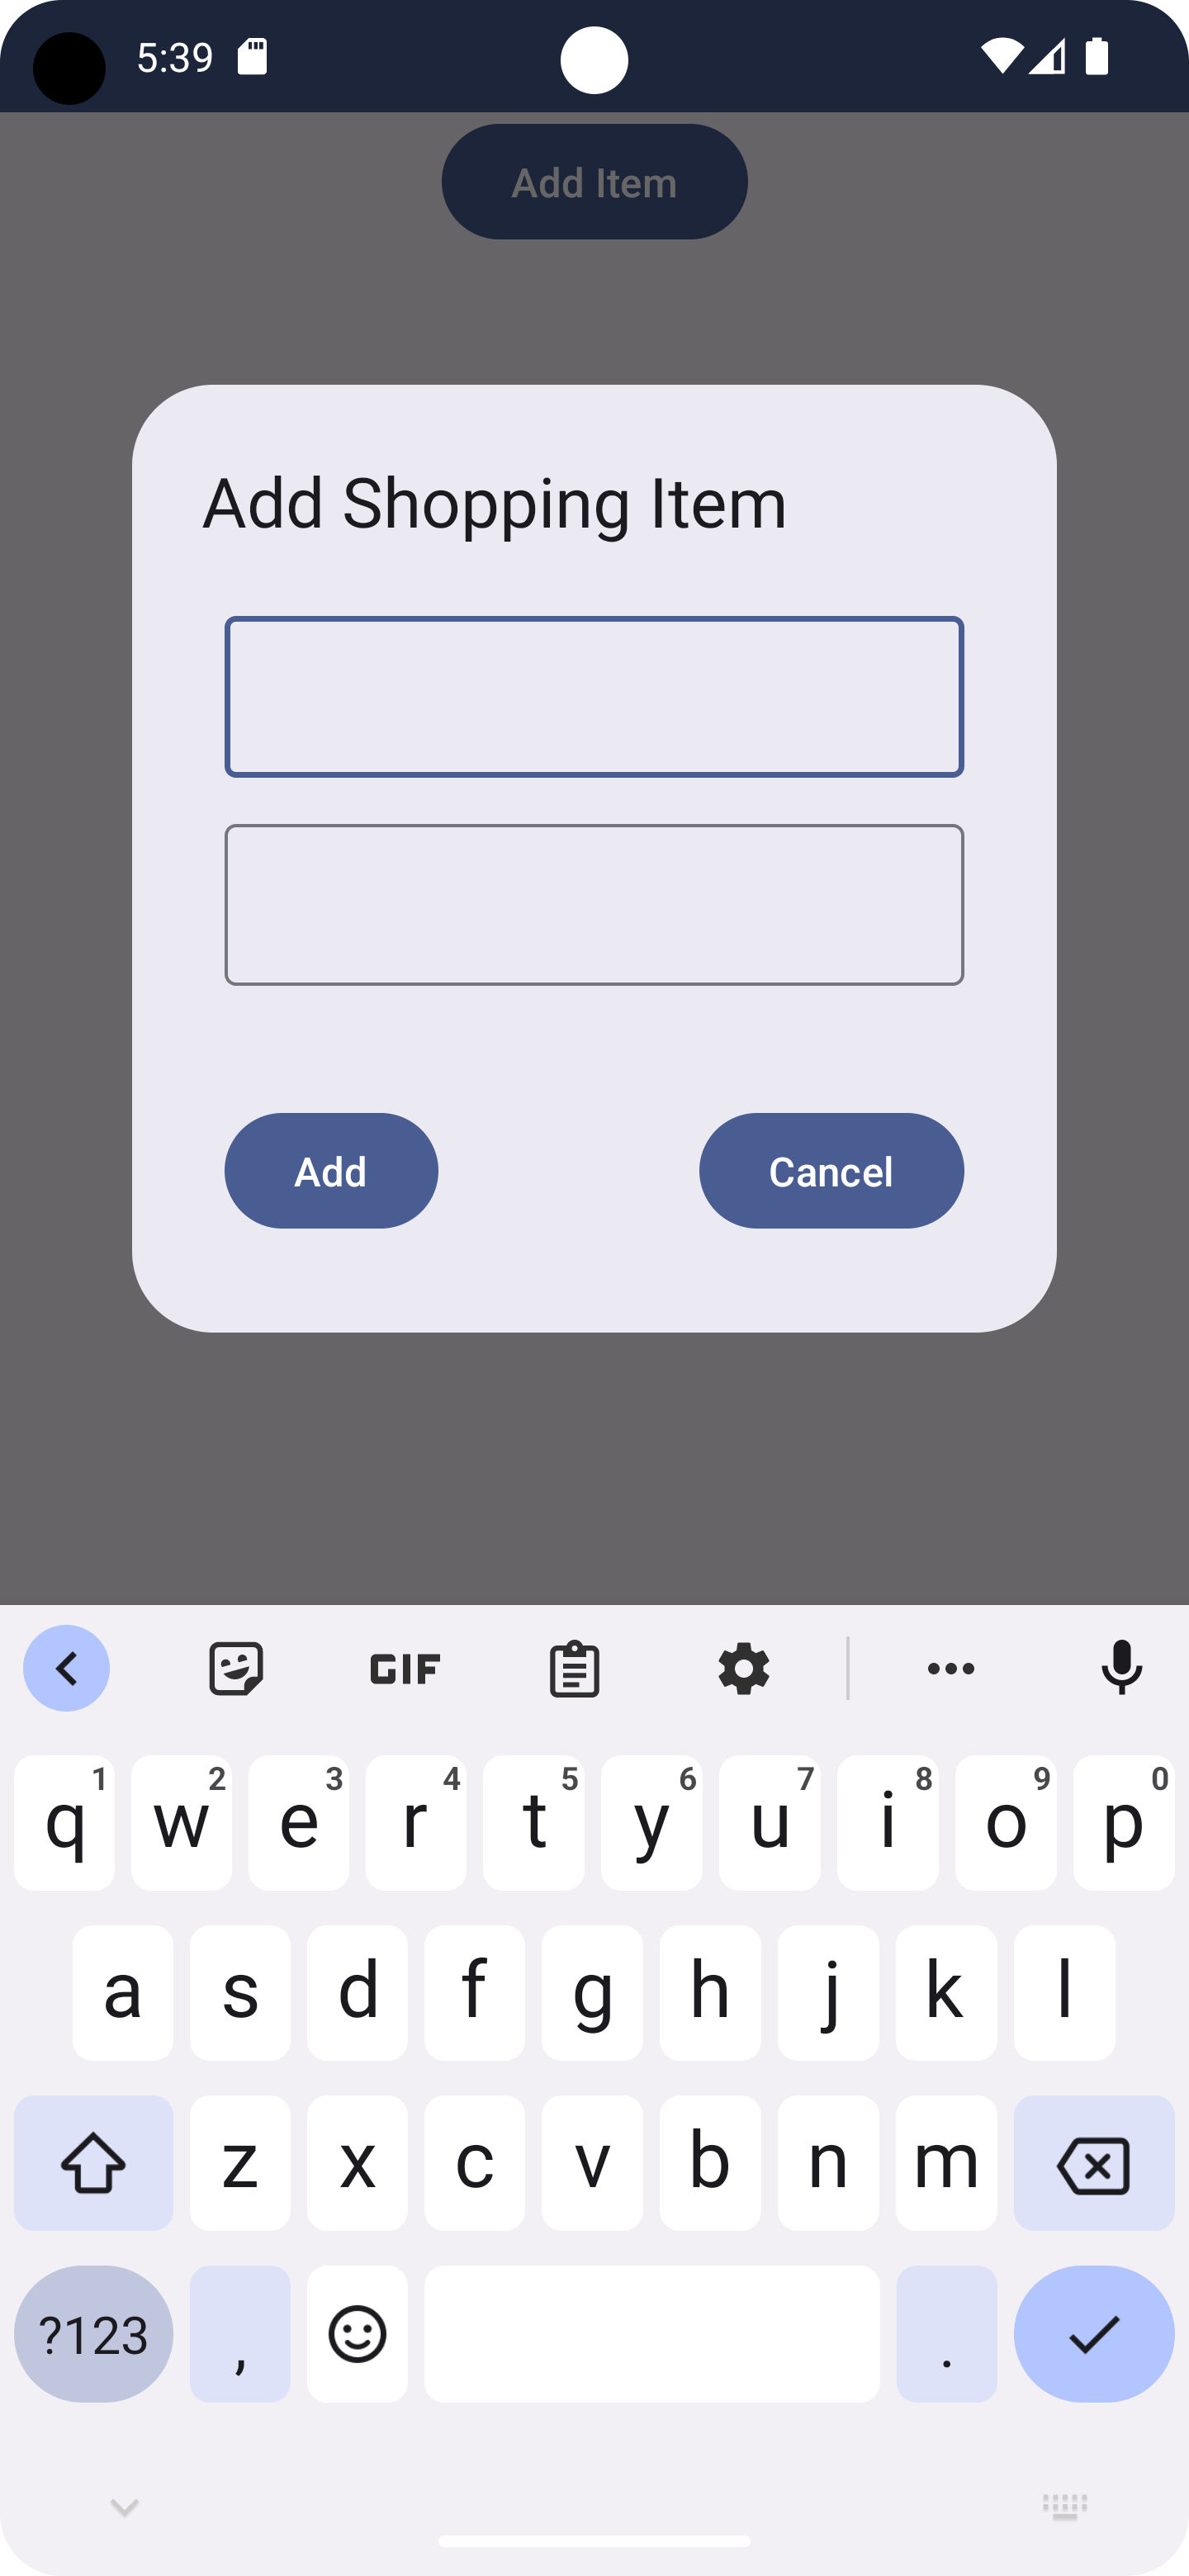 5:39
Add Item
Add Shopping Item
Add Cancel
GIF
q 1 w 2 e 3 r 4 t 5 y 6 u 7 i 8 o 9 p 0
a s d f g h j k l
z x c v b n m
?123 , .